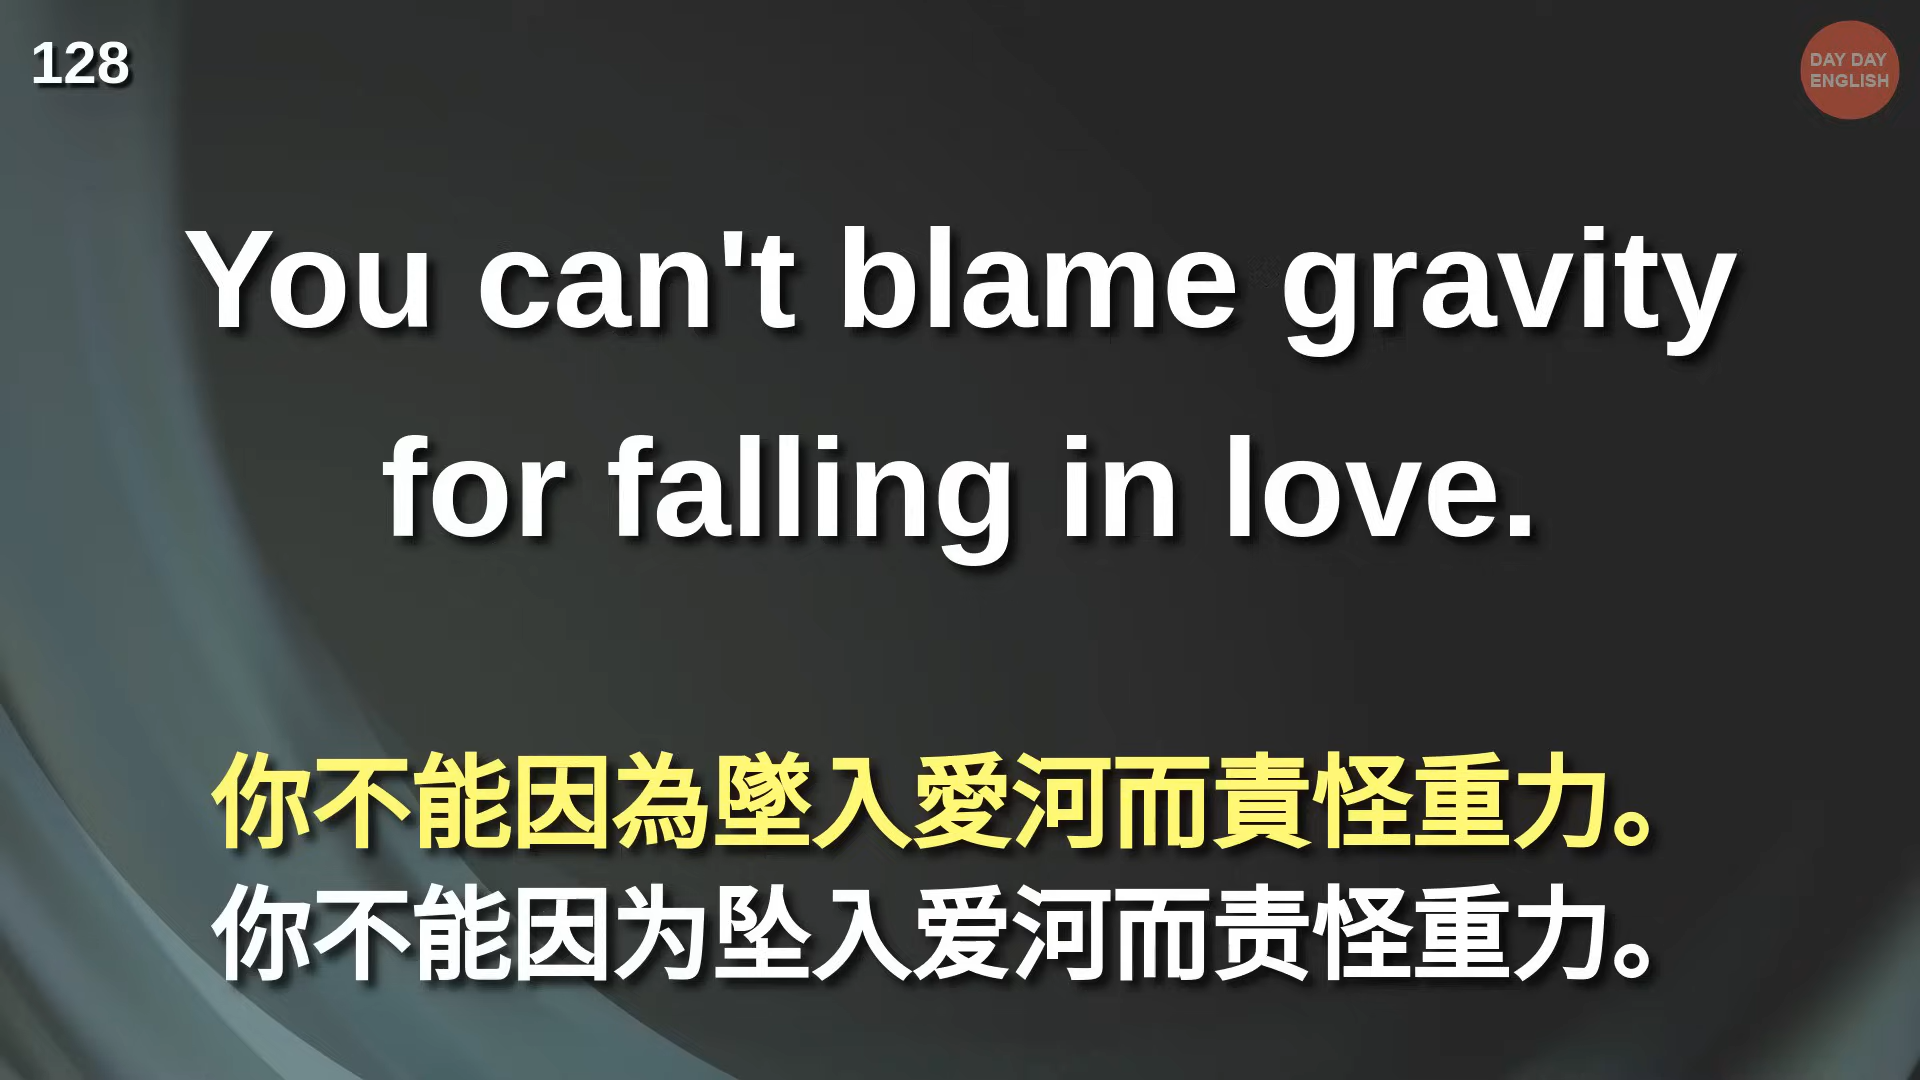 128
DAY DAY
ENGLISH
You can't blame gravity
for falling in love.
你不能因為墜入愛河而責怪重力。
你不能因为坠入爱河而责怪重力。